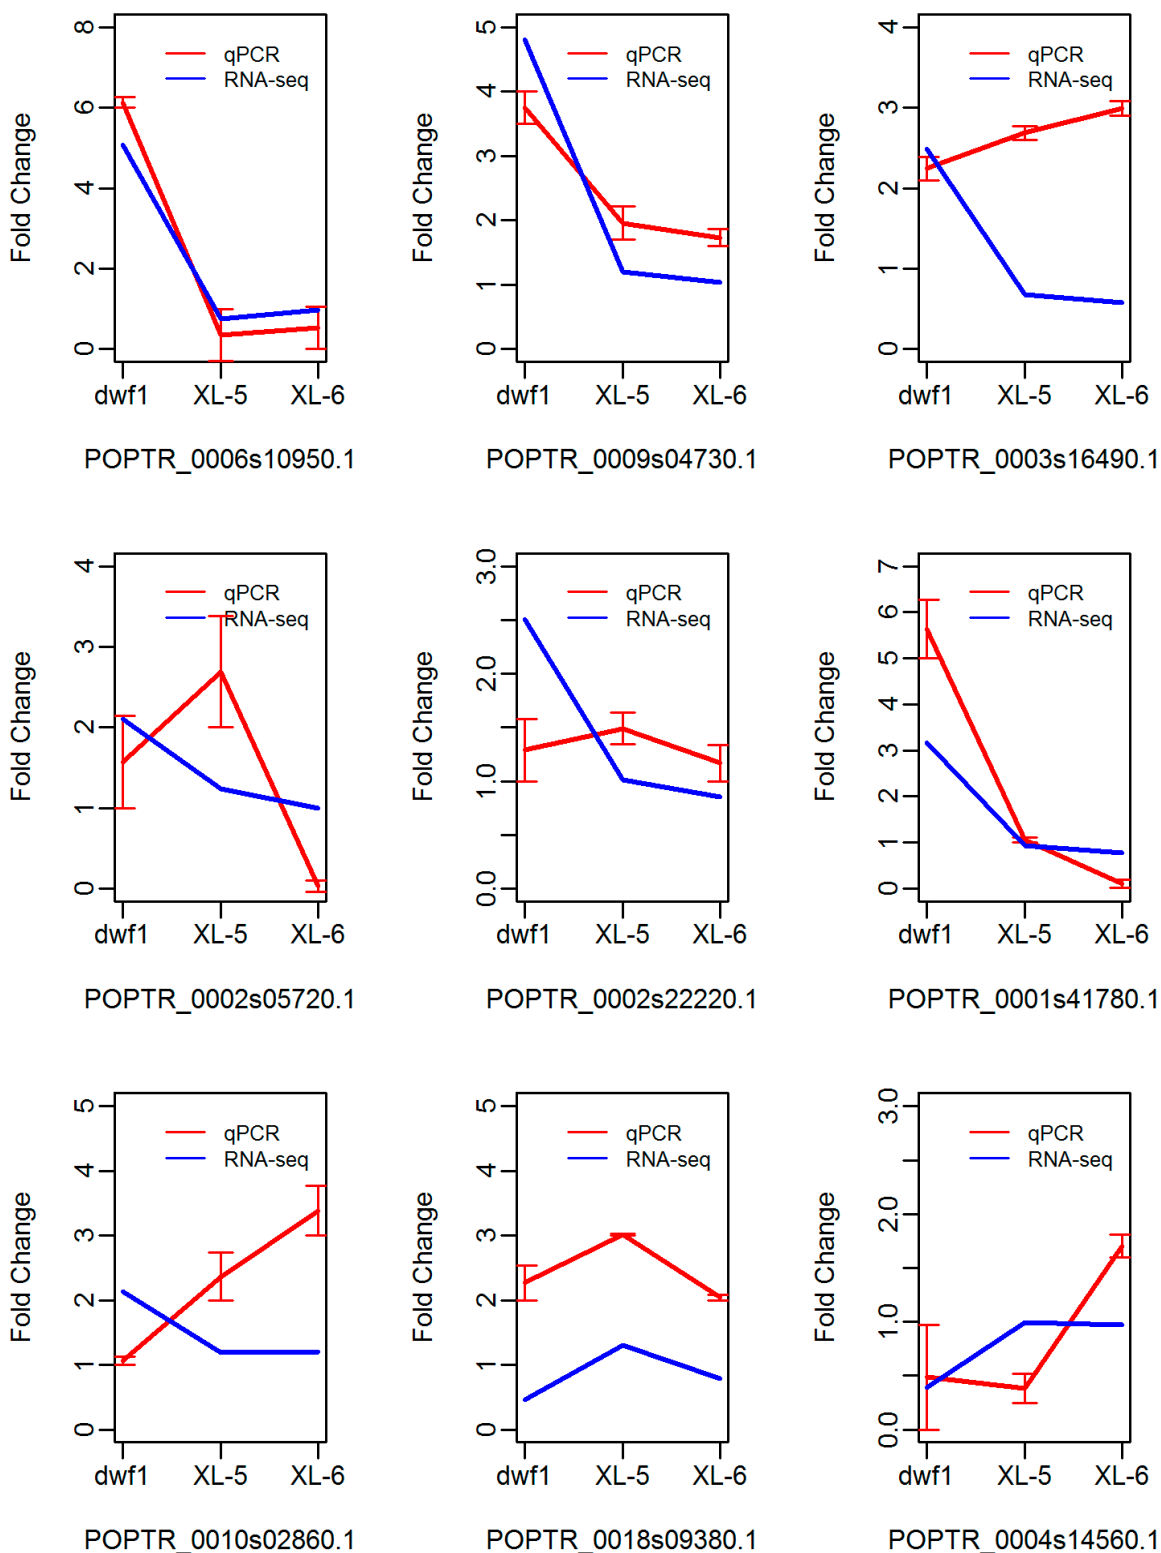 8
6
4
2
0
Fold Change
qPCR
RNA-seq
dwf1 XL-5 XL-6
POPTR_0006s10950.1
5
4
3
2
1
0
Fold Change
qPCR
RNA-seq
dwf1 XL-5 XL-6
POPTR_0009s04730.1
4
3
2
1
0
Fold Change
qPCR
RNA-seq
dwf1 XL-5 XL-6
POPTR_0003s16490.1
4
3
2
1
0
Fold Change
qPCR
RNA-seq
dwf1 XL-5 XL-6
POPTR_0002s05720.1
3.0
2.0
1.0
0.0
Fold Change
qPCR
RNA-seq
dwf1 XL-5 XL-6
POPTR_0002s22220.1
7
6
5
4
3
2
1
0
Fold Change
qPCR
RNA-seq
dwf1 XL-5 XL-6
POPTR_0001s41780.1
5
4
3
2
1
0
Fold Change
qPCR
RNA-seq
dwf1 XL-5 XL-6
POPTR_0010s02860.1
5
4
3
2
1
0
Fold Change
qPCR
RNA-seq
dwf1 XL-5 XL-6
POPTR_0018s09380.1
3.0
2.0
1.0
0.0
Fold Change
qPCR
RNA-seq
dwf1 XL-5 XL-6
POPTR_0004s14560.1